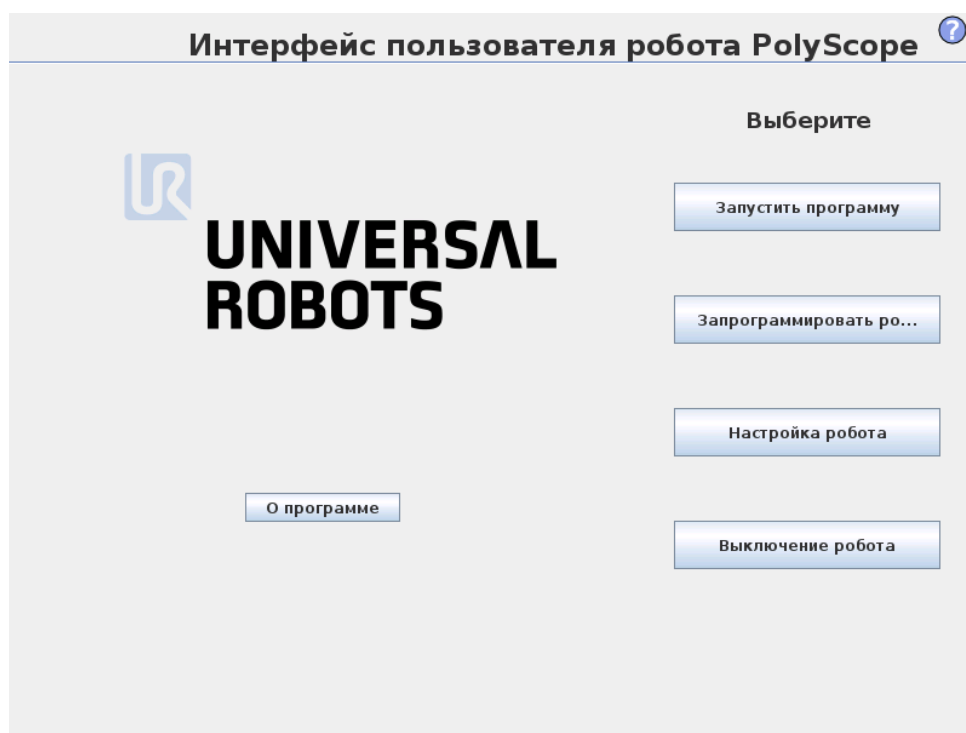 Интерфейс пользователя робота PolyScope
?
Выберите
UR
UNIVERSAL
ROBOTS
Запустить программу
Запрограммировать ро...
Настройка робота
О программе
Выключение робота